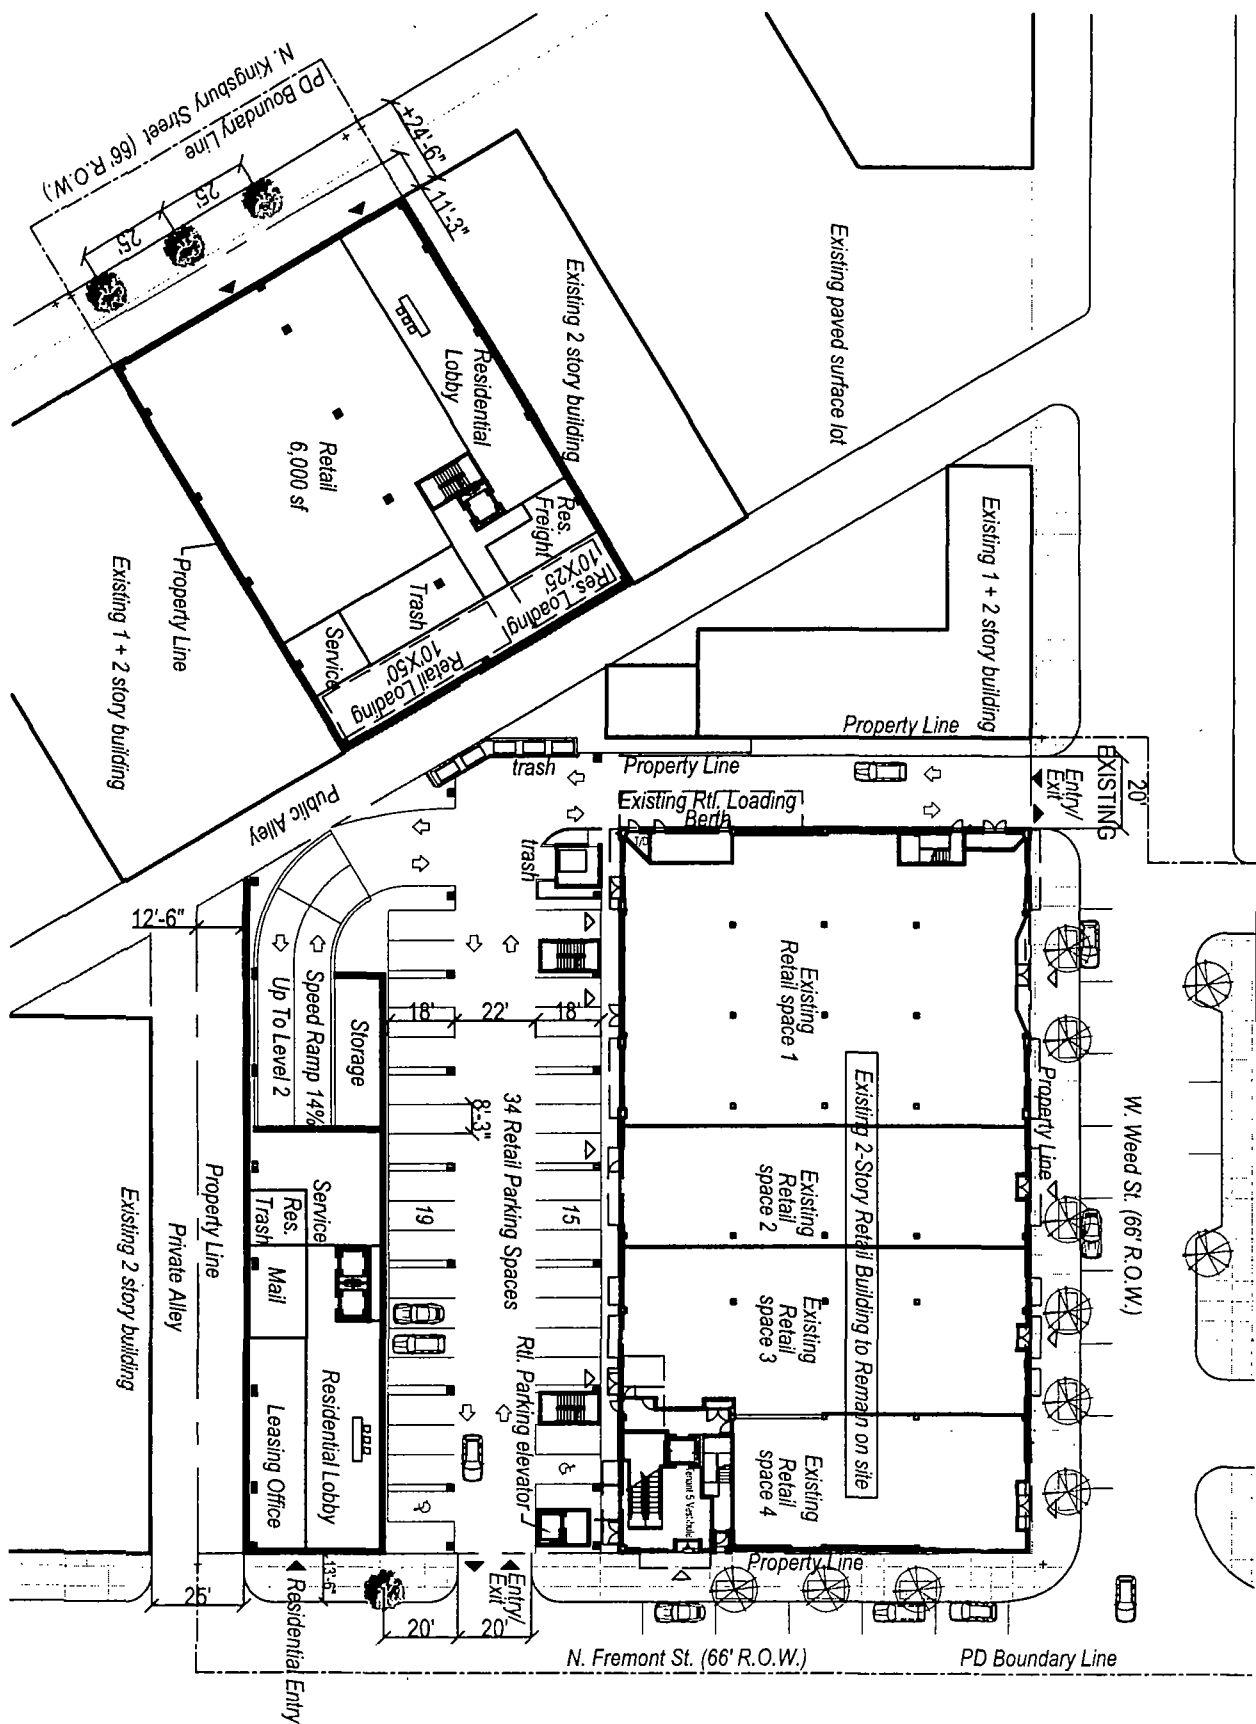 N. Kingsbury Street (66' R.O.W.)
PD Boundary Line
+24'-6"
11'-3"
25'
25'
Existing 2 story building
Existing paved surface lot
Residential
Lobby
Retail
6,000 sf
Res.
Freight
Res. Loading
10'X25'
Trash
Service
Retail Loading
10'X50'
Property Line
Existing 1 + 2 story building
Existing 1 + 2 story building
Property Line
Property Line
trash
Public Alley
Existing Rtl. Loading
Berth
EXISTING
Entry/
Exit
20'
trash
T/D
12'-6"
Speed Ramp 14%
Up To Level 2
Storage
18'
22'
18'
8'-3"
34 Retail Parking Spaces
19
15
Existing
Retail space 1
Existing
Retail
space 2
Existing
Retail
space 3
Existing
Retail
space 4
Existing 2-Story Retail Building to Remain on site
Property Line
W. Weed St. (66' R.O.W.)
Property Line
Private Alley
Existing 2 story building
Service
Res.
Trash
Mail
Residential Lobby
Leasing Office
Rtl. Parking elevator
Tenant 5 Vestibule
Property Line
13'-6"
25'
Residential Entry
20'
20'
Entry/
Exit
N. Fremont St. (66' R.O.W.)
PD Boundary Line